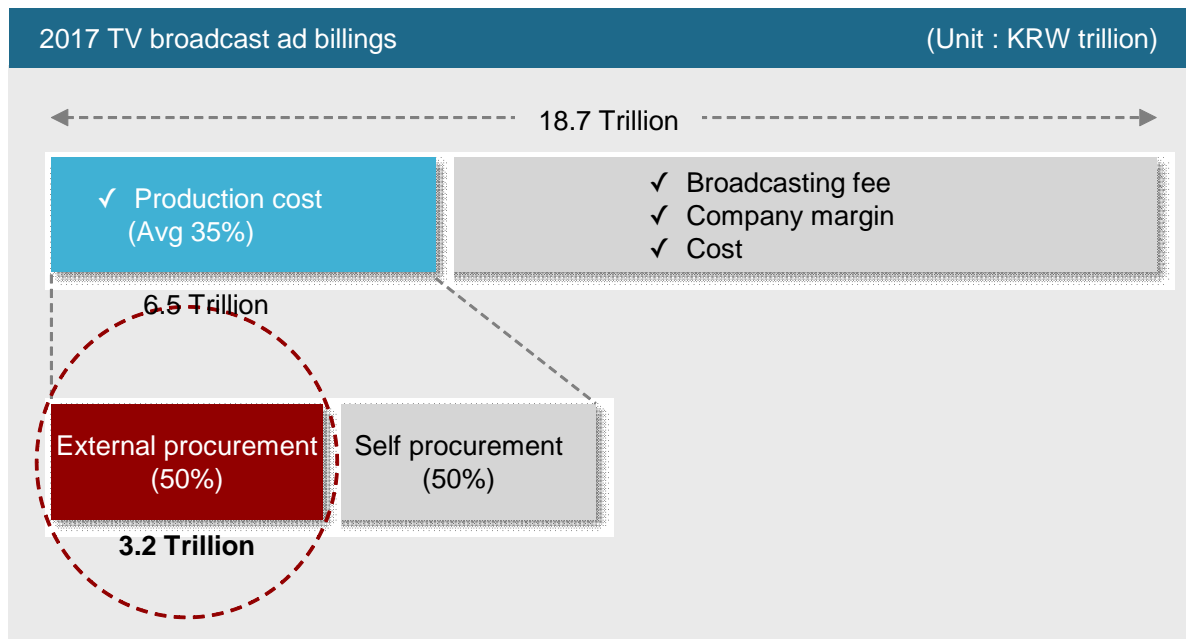 2017 TV broadcast ad billings
(Unit : KRW trillion)
18.7 Trillion
✓ Production cost
(Avg 35%)
✓ Broadcasting fee
✓ Company margin
✓ Cost
6.5 Trillion
External procurement
(50%)
Self procurement
(50%)
3.2 Trillion